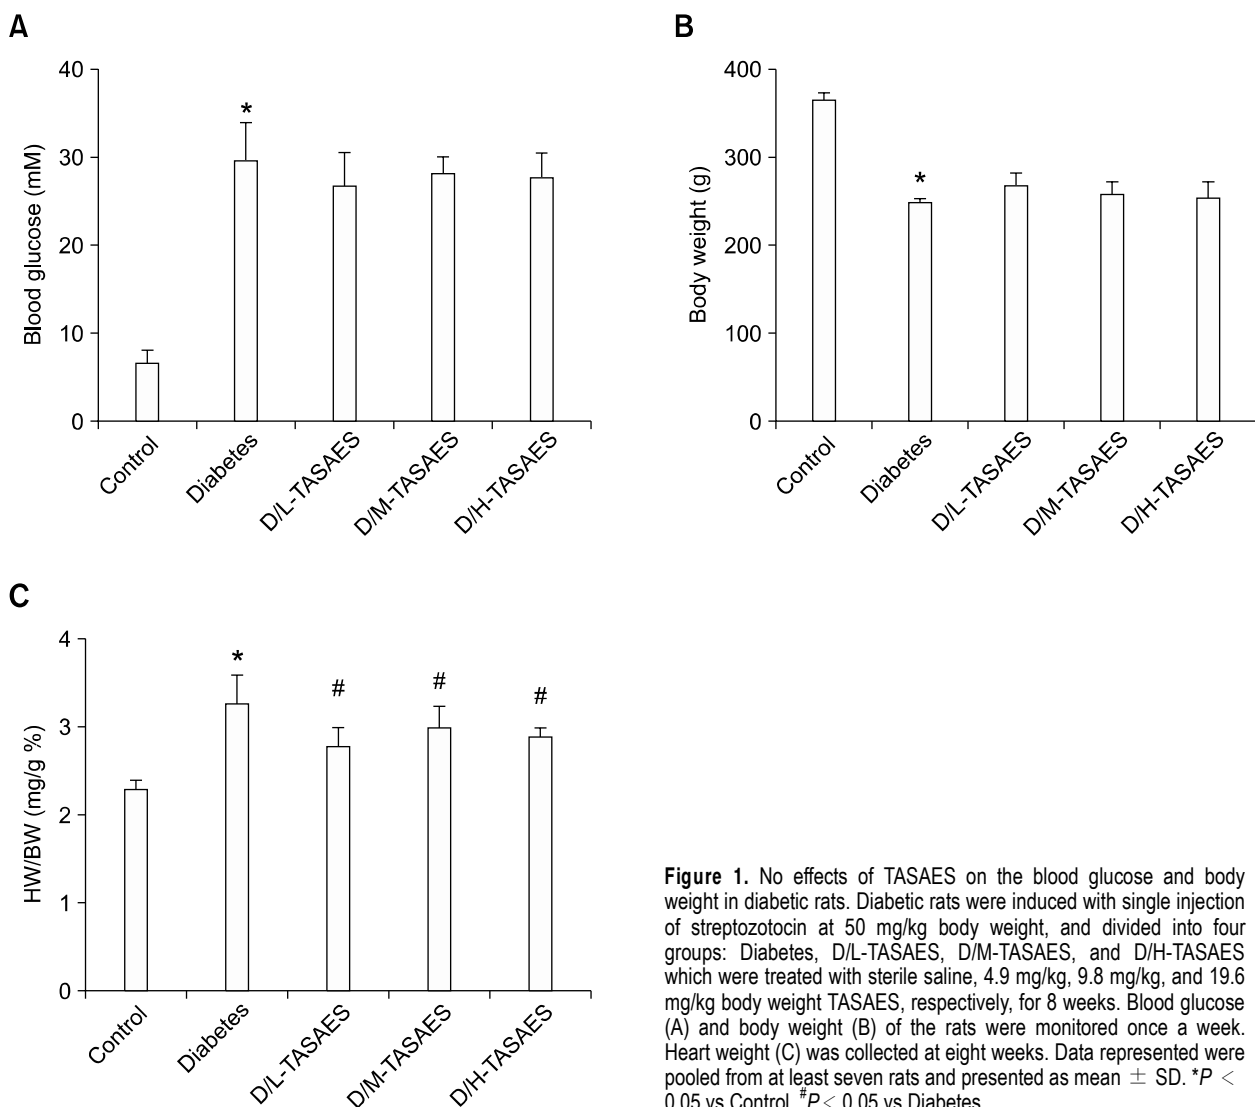 A
40
30
20
10
0
Blood glucose (mM)
*
Control
Diabetes
D/L-TASAES
D/M-TASAES
D/H-TASAES
B
400
300
200
100
0
Body weight (g)
*
Control
Diabetes
D/L-TASAES
D/M-TASAES
D/H-TASAES
C
4
3
2
1
0
HW/BW (mg/g %)
*
#
#
#
Control
Diabetes
D/L-TASAES
D/M-TASAES
D/H-TASAES
Figure 1. No effects of TASAES on the blood glucose and body
weight in diabetic rats. Diabetic rats were induced with single injection
of streptozotocin at 50 mg/kg body weight, and divided into four
groups: Diabetes, D/L-TASAES, D/M-TASAES, and D/H-TASAES
which were treated with sterile saline, 4.9 mg/kg, 9.8 mg/kg, and 19.6
mg/kg body weight TASAES, respectively, for 8 weeks. Blood glucose
(A) and body weight (B) of the rats were monitored once a week.
Heart weight (C) was collected at eight weeks. Data represented were
pooled from at least seven rats and presented as mean ± SD. *P <
0.05 vs Control. #P < 0.05 vs Diabetes.